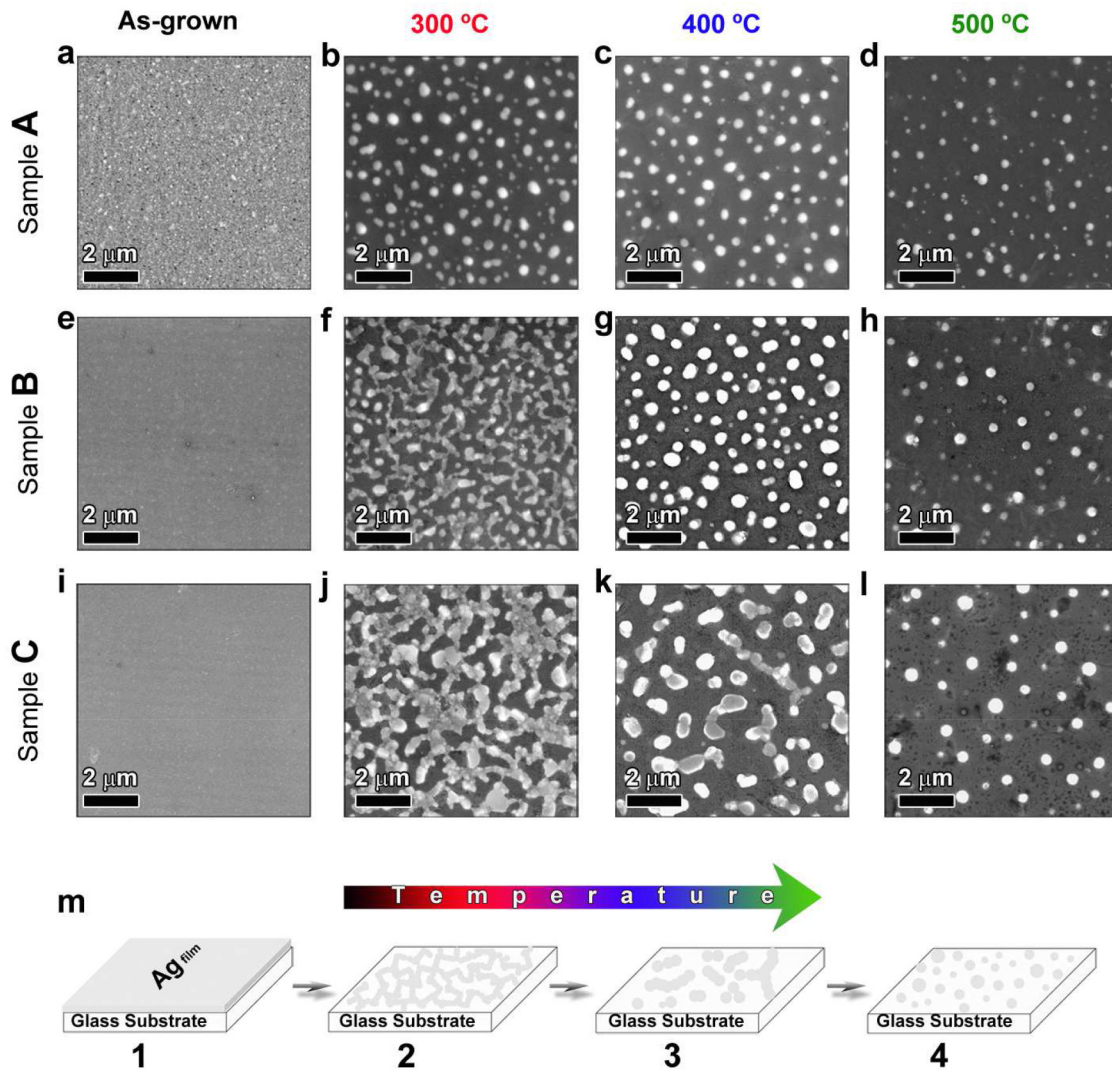 As-grown 300 ºC 400 ºC 500 ºC
a b c d
Sample A
2 μm 2 μm 2 μm 2 μm
e f g h
Sample B
2 μm 2 μm 2 μm 2 μm
i j k l
Sample C
2 μm 2 μm 2 μm 2 μm
m
Temperature
Ag film
Glass Substrate Glass Substrate Glass Substrate Glass Substrate
1 2 3 4